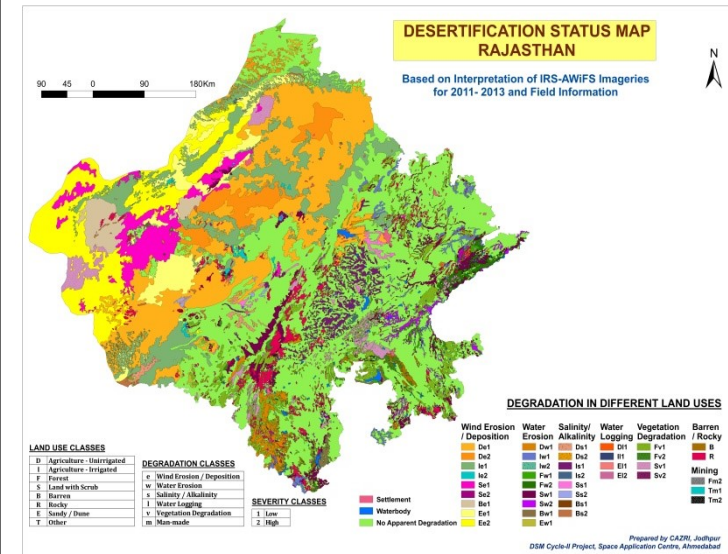 DESERTIFICATION STATUS MAP
RAJASTHAN
Based on Interpretation of IRS-AWiFS Imageries
for 2011- 2013 and Field Information
N
90 45 0 90 180Km
DEGRADATION IN DIFFERENT LAND USES
Wind Erosion / Deposition
De1
De2
Ie1
Ie2
Se1
Se2
Be1
Ee1
Ee2
Water Erosion
Dw1
Iw1
Iw2
Fw1
Fw2
Sw1
Sw2
Bw1
Ew1
Salinity/ Alkalinity
Ds1
Ds2
Is1
Is2
Ss1
Ss2
Bs1
Bs2
Water Logging
Dl1
Il1
El1
El2
Vegetation Degradation
Fv1
Fv2
Sv1
Sv2
Barren / Rocky
B
R
Mining
Fm2
Tm1
Tm2
LAND USE CLASSES
D Agriculture - Unirrigated
I Agriculture - Irrigated
F Forest
S Land with Scrub
B Barren
R Rocky
E Sandy / Dune
T Other
DEGRADATION CLASSES
e Wind Erosion / Deposition
w Water Erosion
s Salinity / Alkalinity
l Water Logging
v Vegetation Degradation
m Man-made
SEVERITY CLASSES
1 Low
2 High
Settlement
Waterbody
No Apparent Degradation
Prepared by CAZRI, Jodhpur
DSM Cycle-II Project, Space Application Centre, Ahmedabad